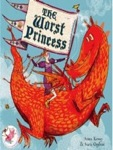 THE
WORST
PRINCESS
Anna Kemp
& Sara Ogilvie